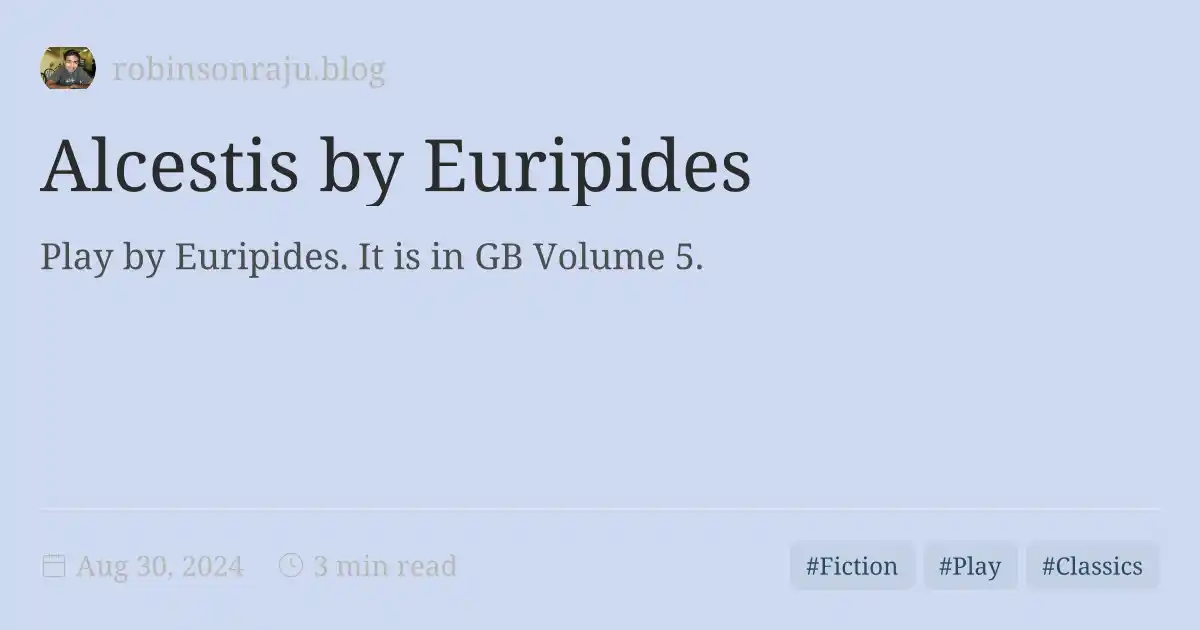 robinsonraju.blog
Alcestis by Euripides
Play by Euripides. It is in GB Volume 5.
Aug 30, 2024 3 min read #Fiction #Play #Classics